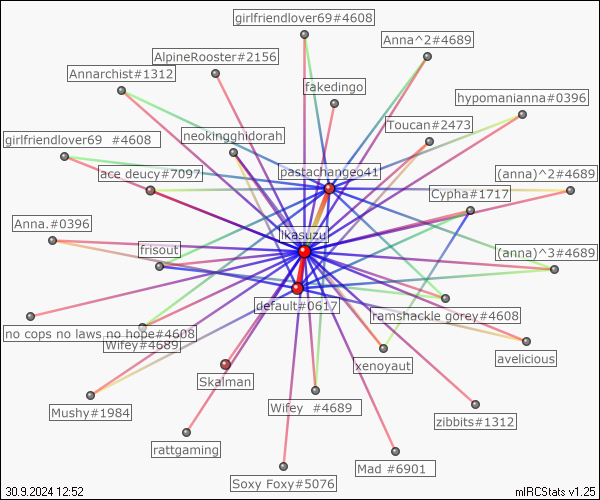 girlfriendlover69#4608
Anna^2#4689
AlpineRooster#2156
Annarchist#1312
fakedingo
hypomanianna#0396
Toucan#2473
neokingghidorah
girlfriendlover69  #4608
pastachangeo41
ace_deucy#7097
(anna)^2#4689
Cypha#1717
Anna.#0396
ikasuzu
frisout
(anna)^3#4689
default#0617
ramshackle gorey#4608
no cops no laws no hope#4608
Wifey#4689
avelicious
xenoyaut
Skalman
Mushy#1984
Wifey  #4689
zibbits#1312
rattgaming
Mad #6901
Soxy Foxy#5076
30.9.2024 12:52
mIRCStats v1.25